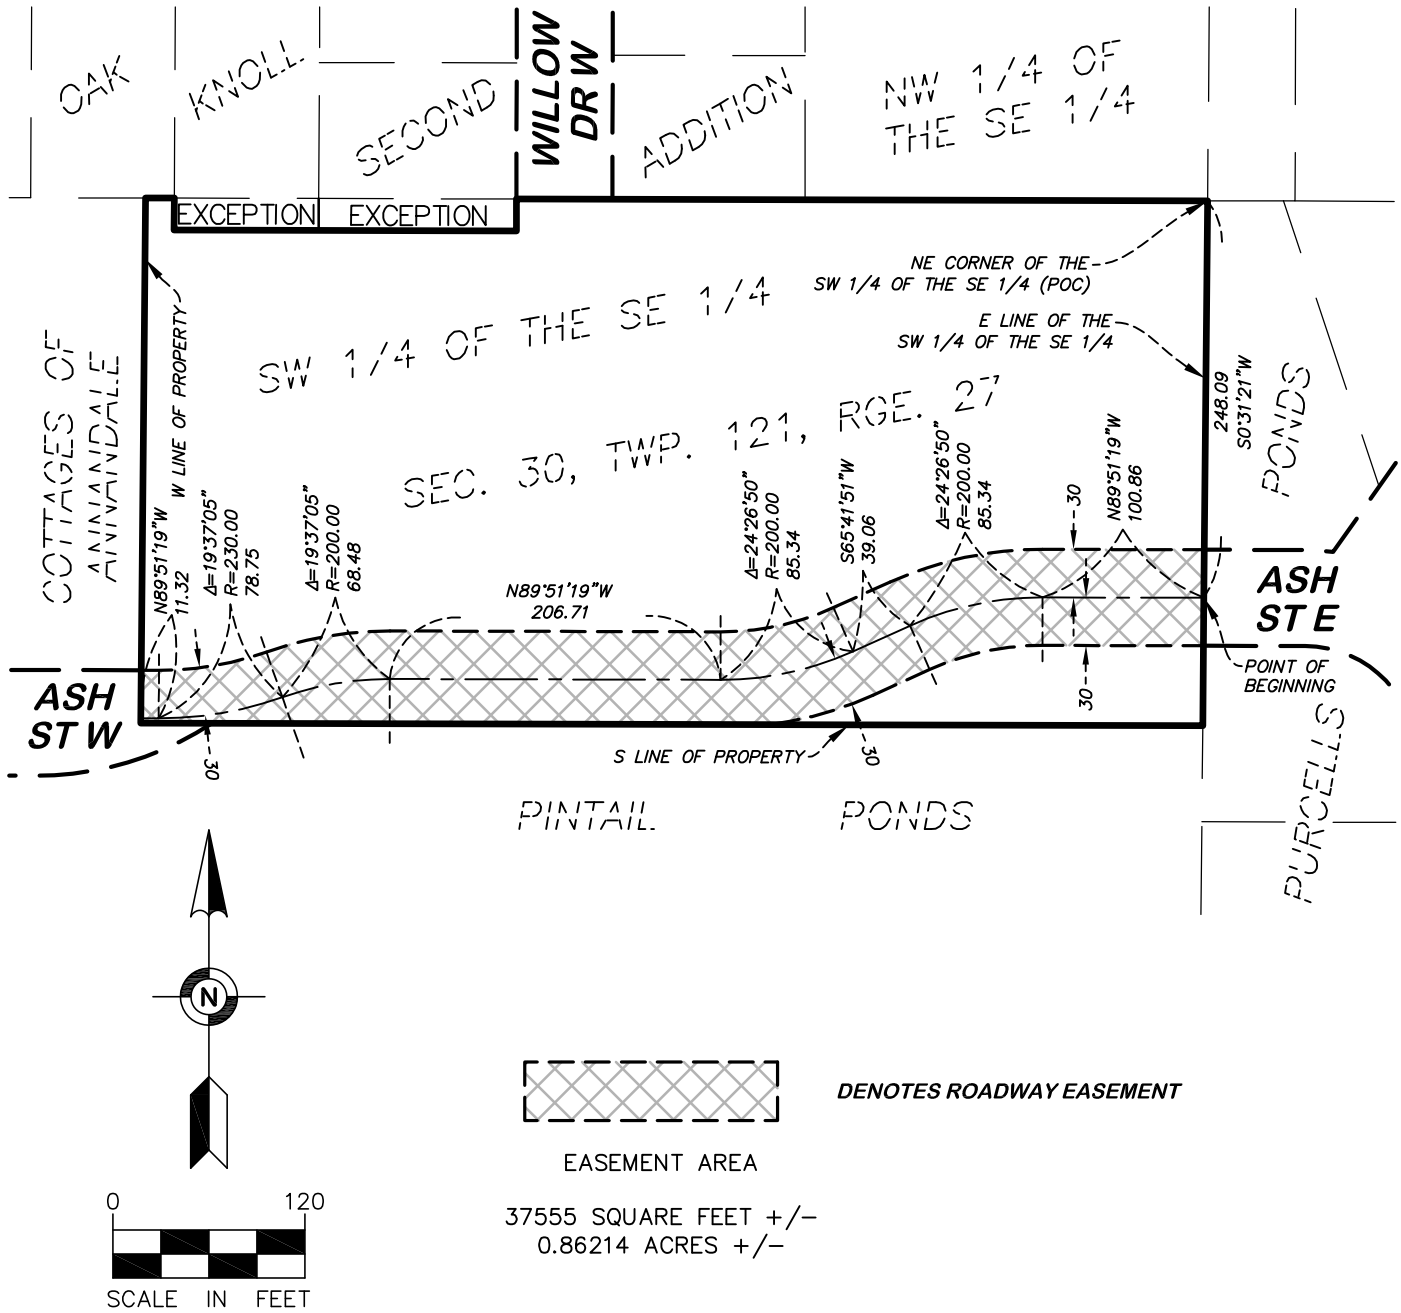 OAK
KNOLL
SECOND
WILLOW
DR W
ADDITION
NW 1/4 OF
THE SE 1/4
EXCEPTION
EXCEPTION
NE CORNER OF THE
SW 1/4 OF THE SE 1/4 (POC)
E LINE OF THE
SW 1/4 OF THE SE 1/4
SW 1/4 OF THE SE 1/4
SEC. 30, TWP. 121, RGE. 27
COTTAGES OF
ANNANDALE
W LINE OF PROPERTY
248.09
S0°31'21"W
PONDS
N89°51'19"W
11.32
Δ=19°37'05"
R=230.00
78.75
Δ=19°37'05"
R=200.00
68.48
N89°51'19"W
206.71
Δ=24°26'50"
R=200.00
85.34
S65°41'51"W
39.06
Δ=24°26'50"
R=200.00
85.34
30
N89°51'19"W
100.86
ASH
ST E
ASH
ST W
30
S LINE OF PROPERTY
30
30
POINT OF
BEGINNING
PINTAIL PONDS
PURCELLS
N
DENOTES ROADWAY EASEMENT
EASEMENT AREA
37555 SQUARE FEET +/-
0.86214 ACRES +/-
0 120
SCALE IN FEET